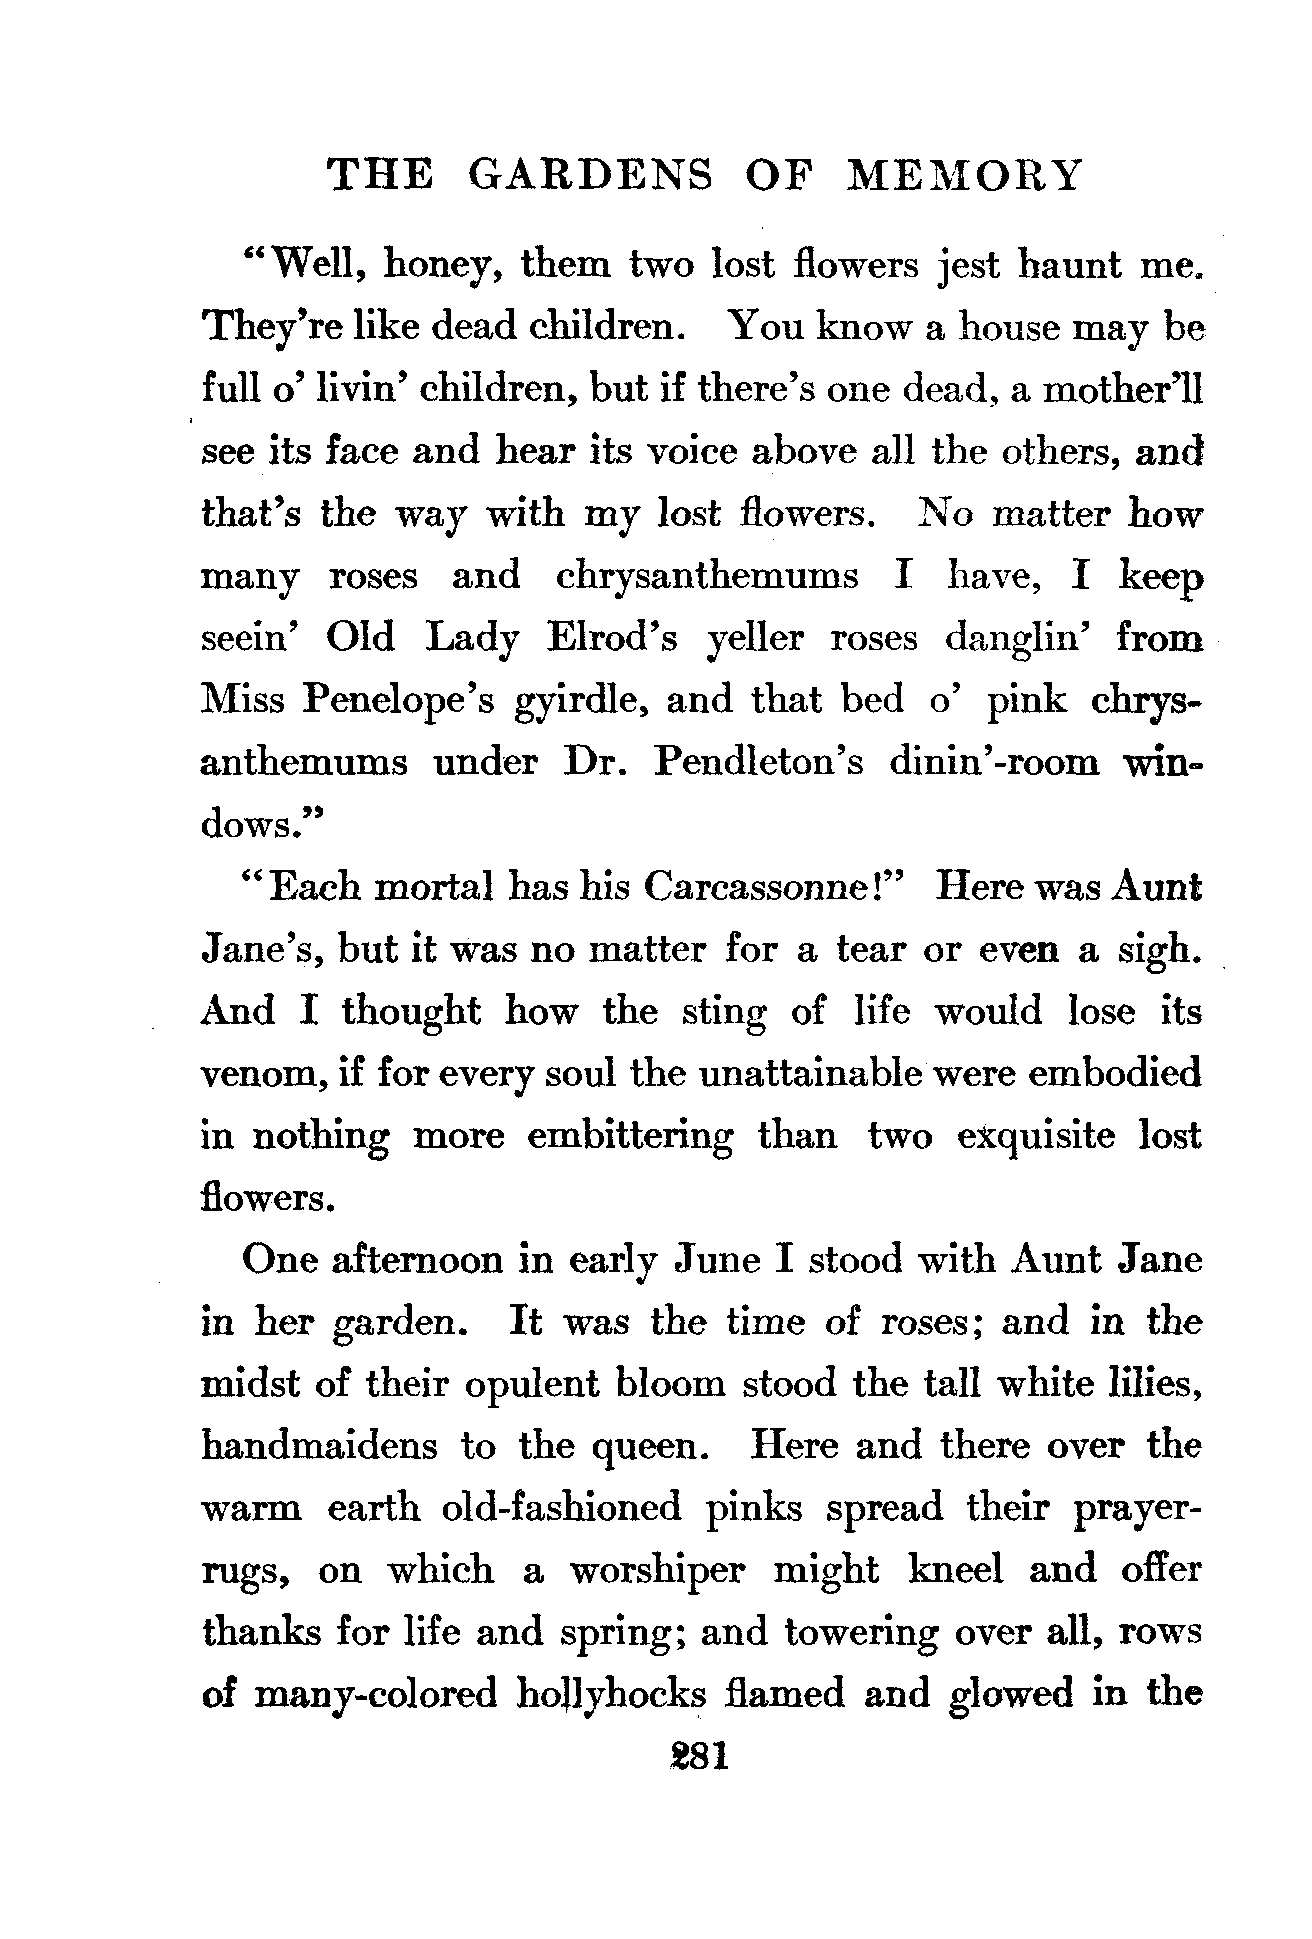 THE GARDENS OF MEMORY
“Well, honey, them two lost flowers jest haunt me.
They’re like dead children. You know a house may be
full o’ livin’ children, but if there’s one dead, a mother’ll
see its face and hear its voice above all the others, and
that’s the way with my lost flowers. No matter how
many roses and chrysanthemums I have, I keep
seein’ Old Lady Elrod’s yeller roses danglin’ from
Miss Penelope’s gyirdle, and that bed o’ pink chrys-
anthemums under Dr. Pendleton’s dinin’-room win-
dows.”
“Each mortal has his Carcassonne!” Here was Aunt
Jane’s, but it was no matter for a tear or even a sigh.
And I thought how the sting of life would lose its
venom, if for every soul the unattainable were embodied
in nothing more embittering than two exquisite lost
flowers.
One afternoon in early June I stood with Aunt Jane
in her garden. It was the time of roses; and in the
midst of their opulent bloom stood the tall white lilies,
handmaidens to the queen. Here and there over the
warm earth old-fashioned pinks spread their prayer-
rugs, on which a worshiper might kneel and offer
thanks for life and spring; and towering over all, rows
of many-colored hollyhocks flamed and glowed in the
281